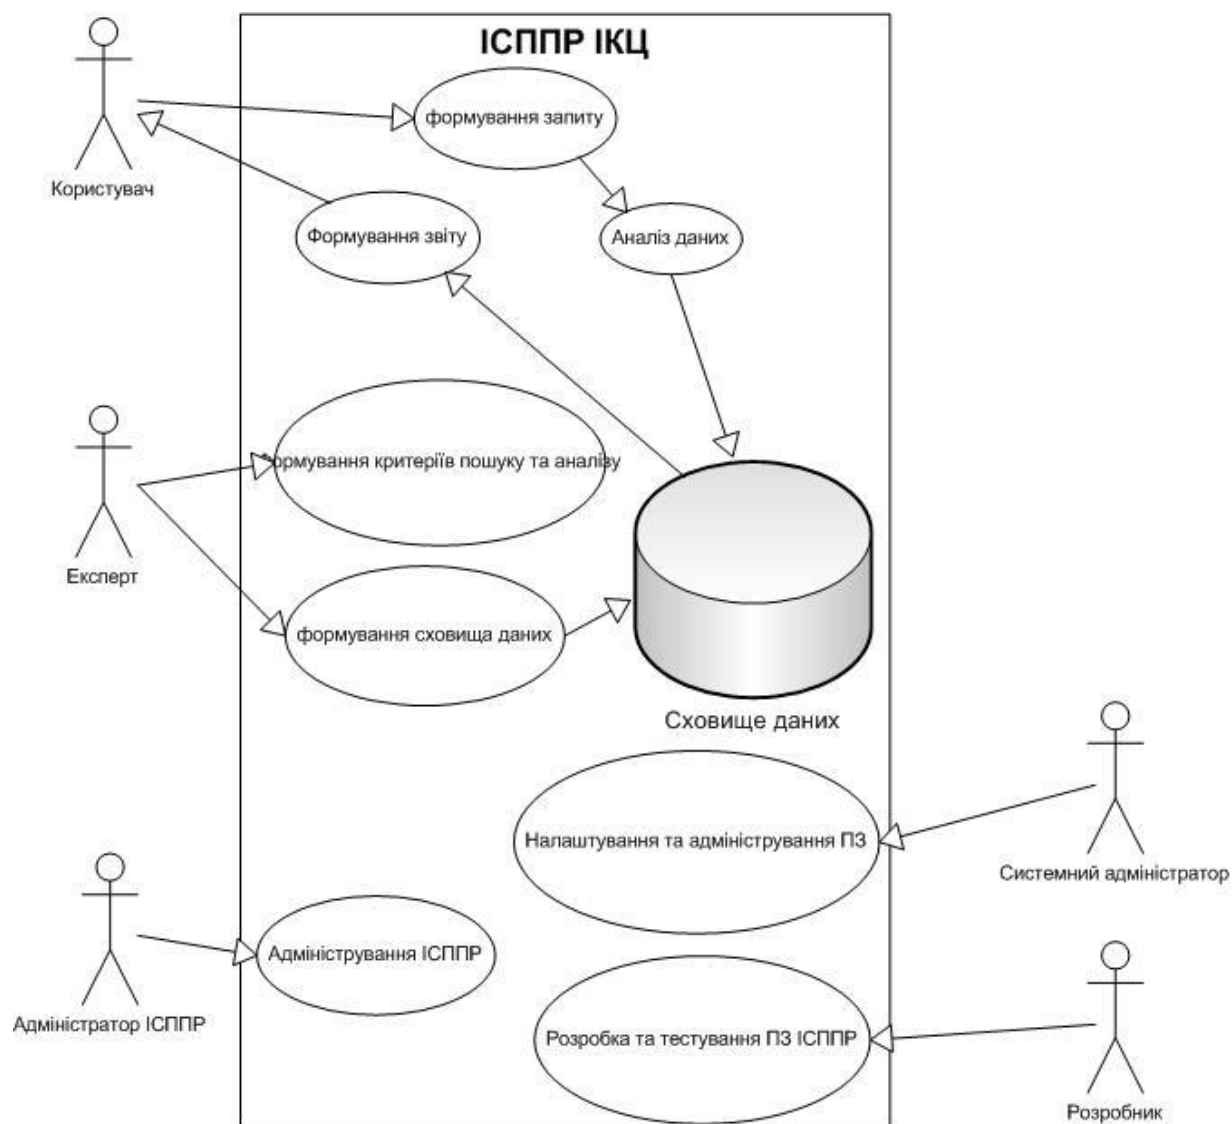 ІСППР ІКЦ
формування запиту
Користувач
Формування звіту
Аналіз даних
формування критеріїв пошуку та аналізу
Експерт
формування сховища даних
Сховище даних
Налаштування та адміністрування ПЗ
Системний адміністратор
Адміністрування ІСППР
Адміністратор ІСППР
Розробка та тестування ПЗ ІСППР
Розробник